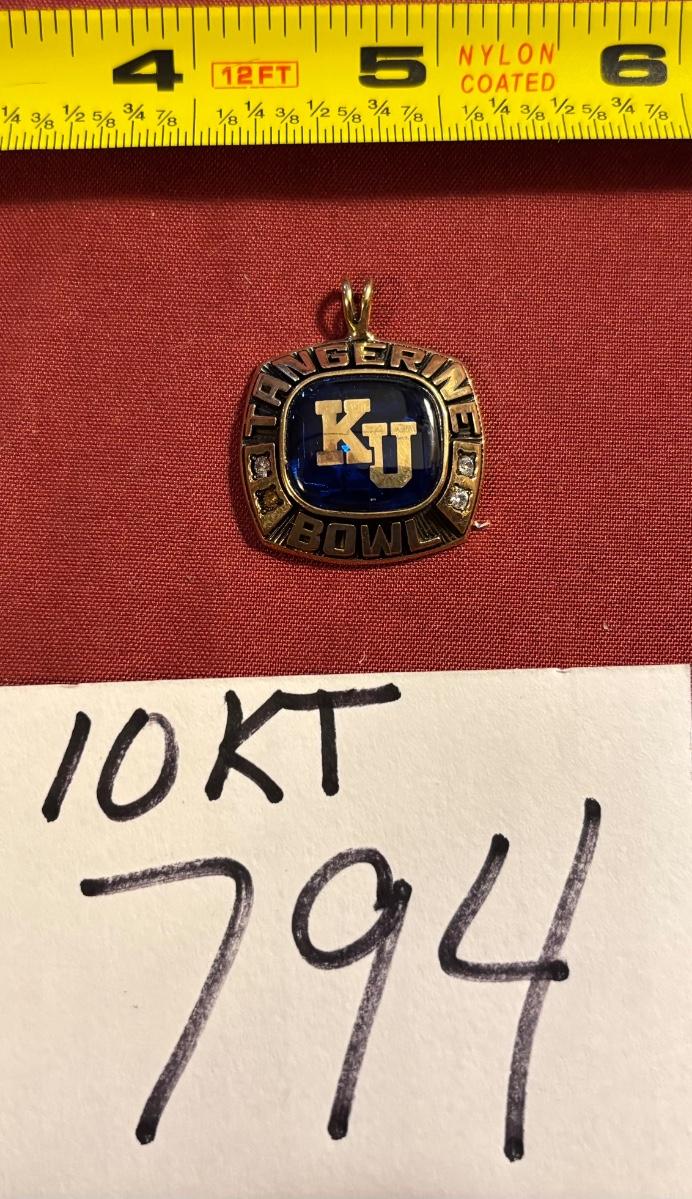 4 12FT 5 NYLON 6
COATED
1/4 3/8 1/2 5/8 3/4 7/8 1/8 1/4 3/8 1/2 5/8 3/4 7/8 1/8 1/4 3/8 1/2 5/8 3/4 7/8
TANGERINE
KU
BOWL
10KT
794